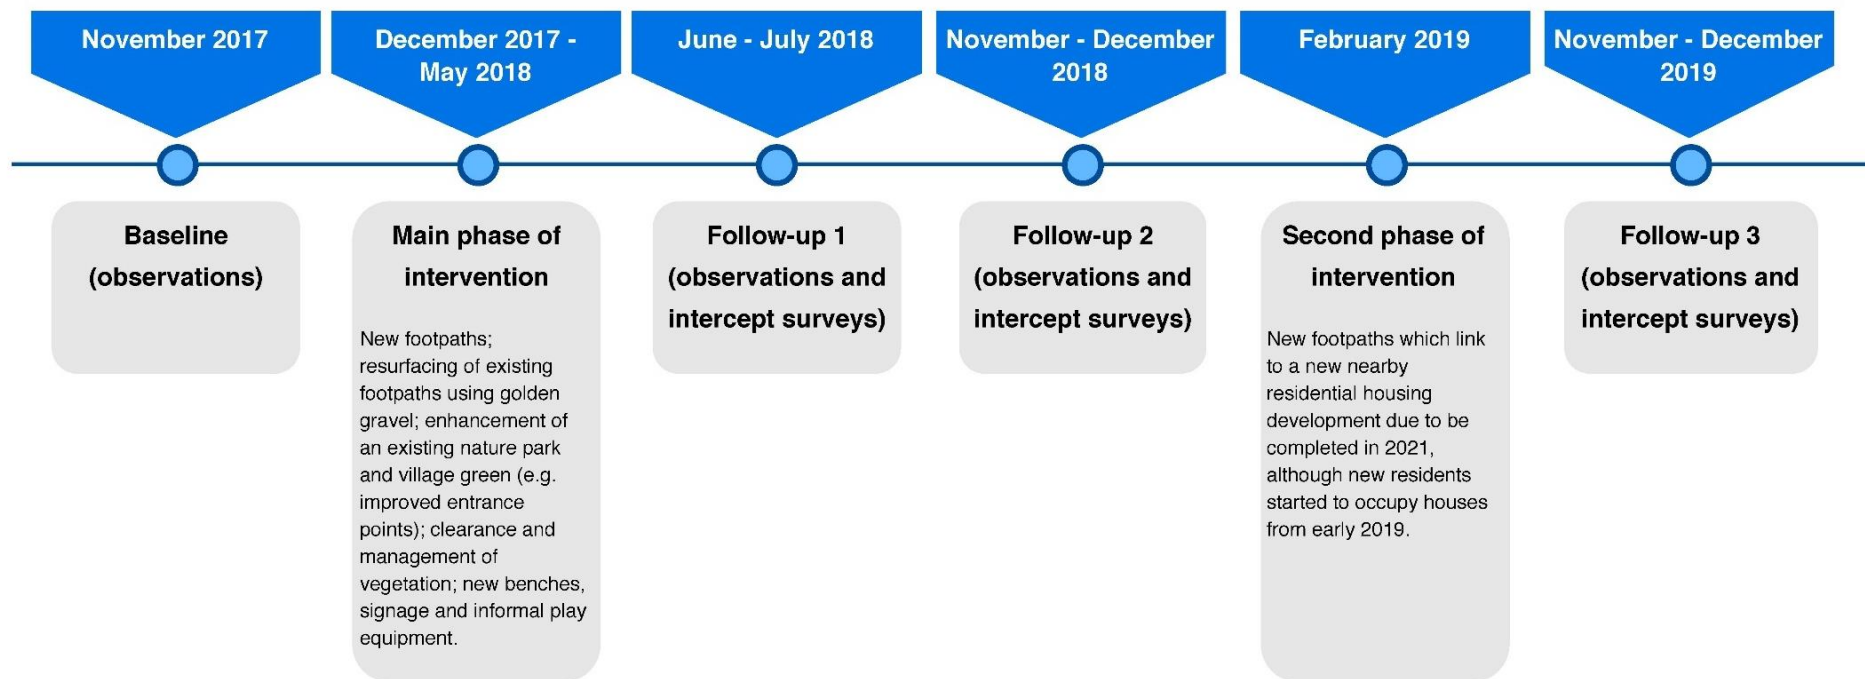 November 2017
December 2017 -
May 2018
June - July 2018
November - December
2018
February 2019
November - December
2019
Baseline
(observations)
Main phase of
intervention
New footpaths;
resurfacing of existing
footpaths using golden
gravel; enhancement of
an existing nature park
and village green (e.g.
improved entrance
points); clearance and
management of
vegetation; new benches,
signage and informal play
equipment.
Follow-up 1
(observations and
intercept surveys)
Follow-up 2
(observations and
intercept surveys)
Second phase of
intervention
New footpaths which link
to a new nearby
residential housing
development due to be
completed in 2021,
although new residents
started to occupy houses
from early 2019.
Follow-up 3
(observations and
intercept surveys)